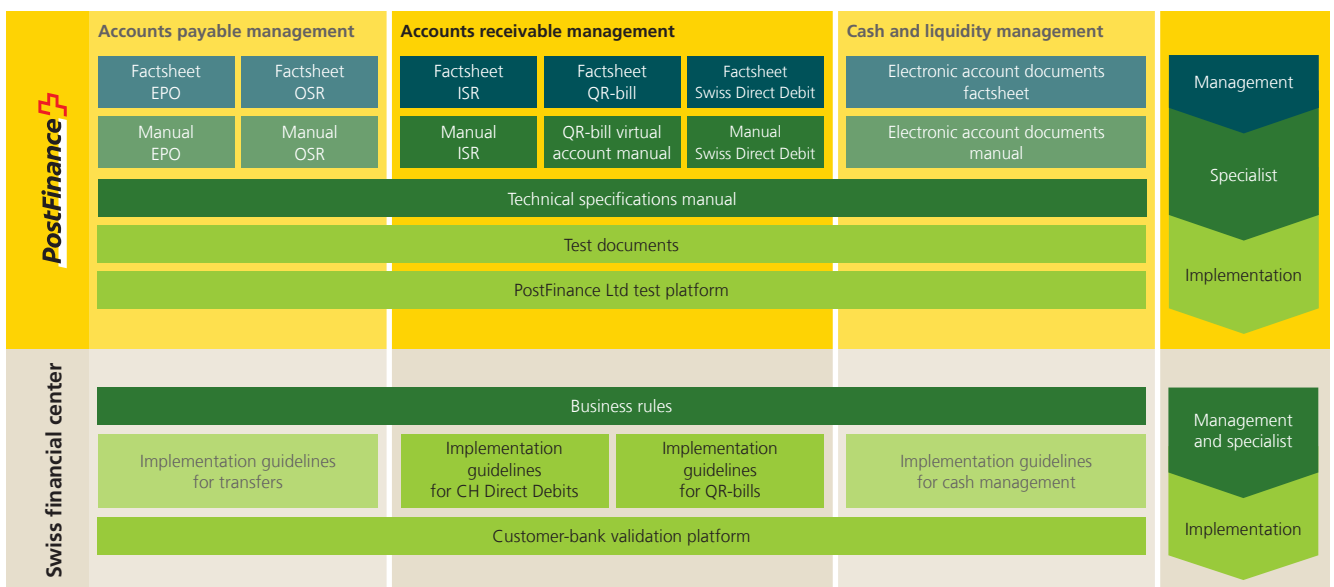 Accounts payable management
Accounts receivable management
Cash and liquidity management
Factsheet
EPO
Factsheet
OSR
Factsheet
ISR
Factsheet
QR-bill
Factsheet
Swiss Direct Debit
Electronic account documents
factsheet
Management
Manual
EPO
Manual
OSR
Manual
ISR
QR-bill virtual
account manual
Manual
Swiss Direct Debit
Electronic account documents
manual
Specialist
PostFinance
Technical specifications manual
Test documents
PostFinance Ltd test platform
Implementation
Swiss financial center
Business rules
Management
and specialist
Implementation guidelines
for transfers
Implementation
guidelines
for CH Direct Debits
Implementation
guidelines
for QR-bills
Implementation guidelines
for cash management
Customer-bank validation platform
Implementation